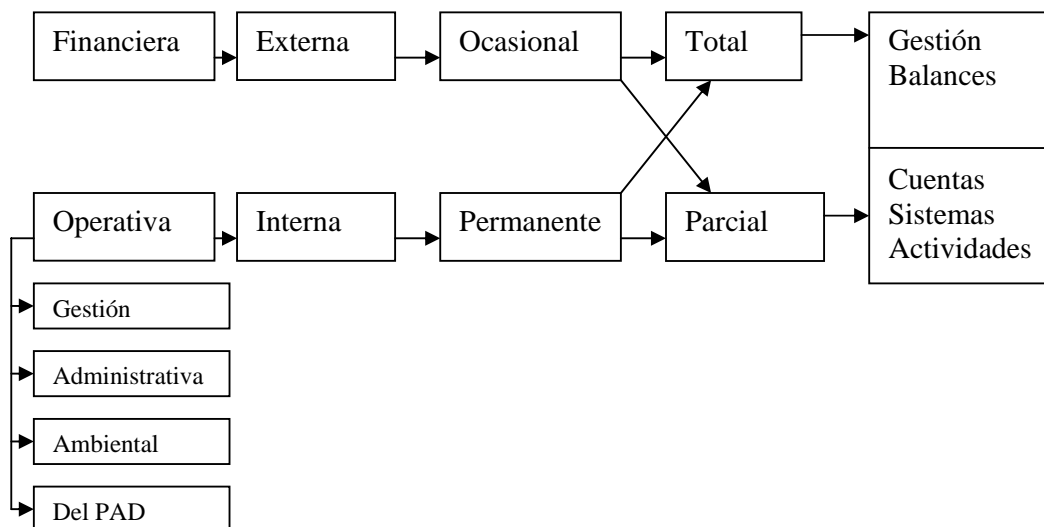 Financiera
Externa
Ocasional
Total
Gestión
Balances
Operativa
Interna
Permanente
Parcial
Cuentas
Sistemas
Actividades
Gestión
Administrativa
Ambiental
Del PAD